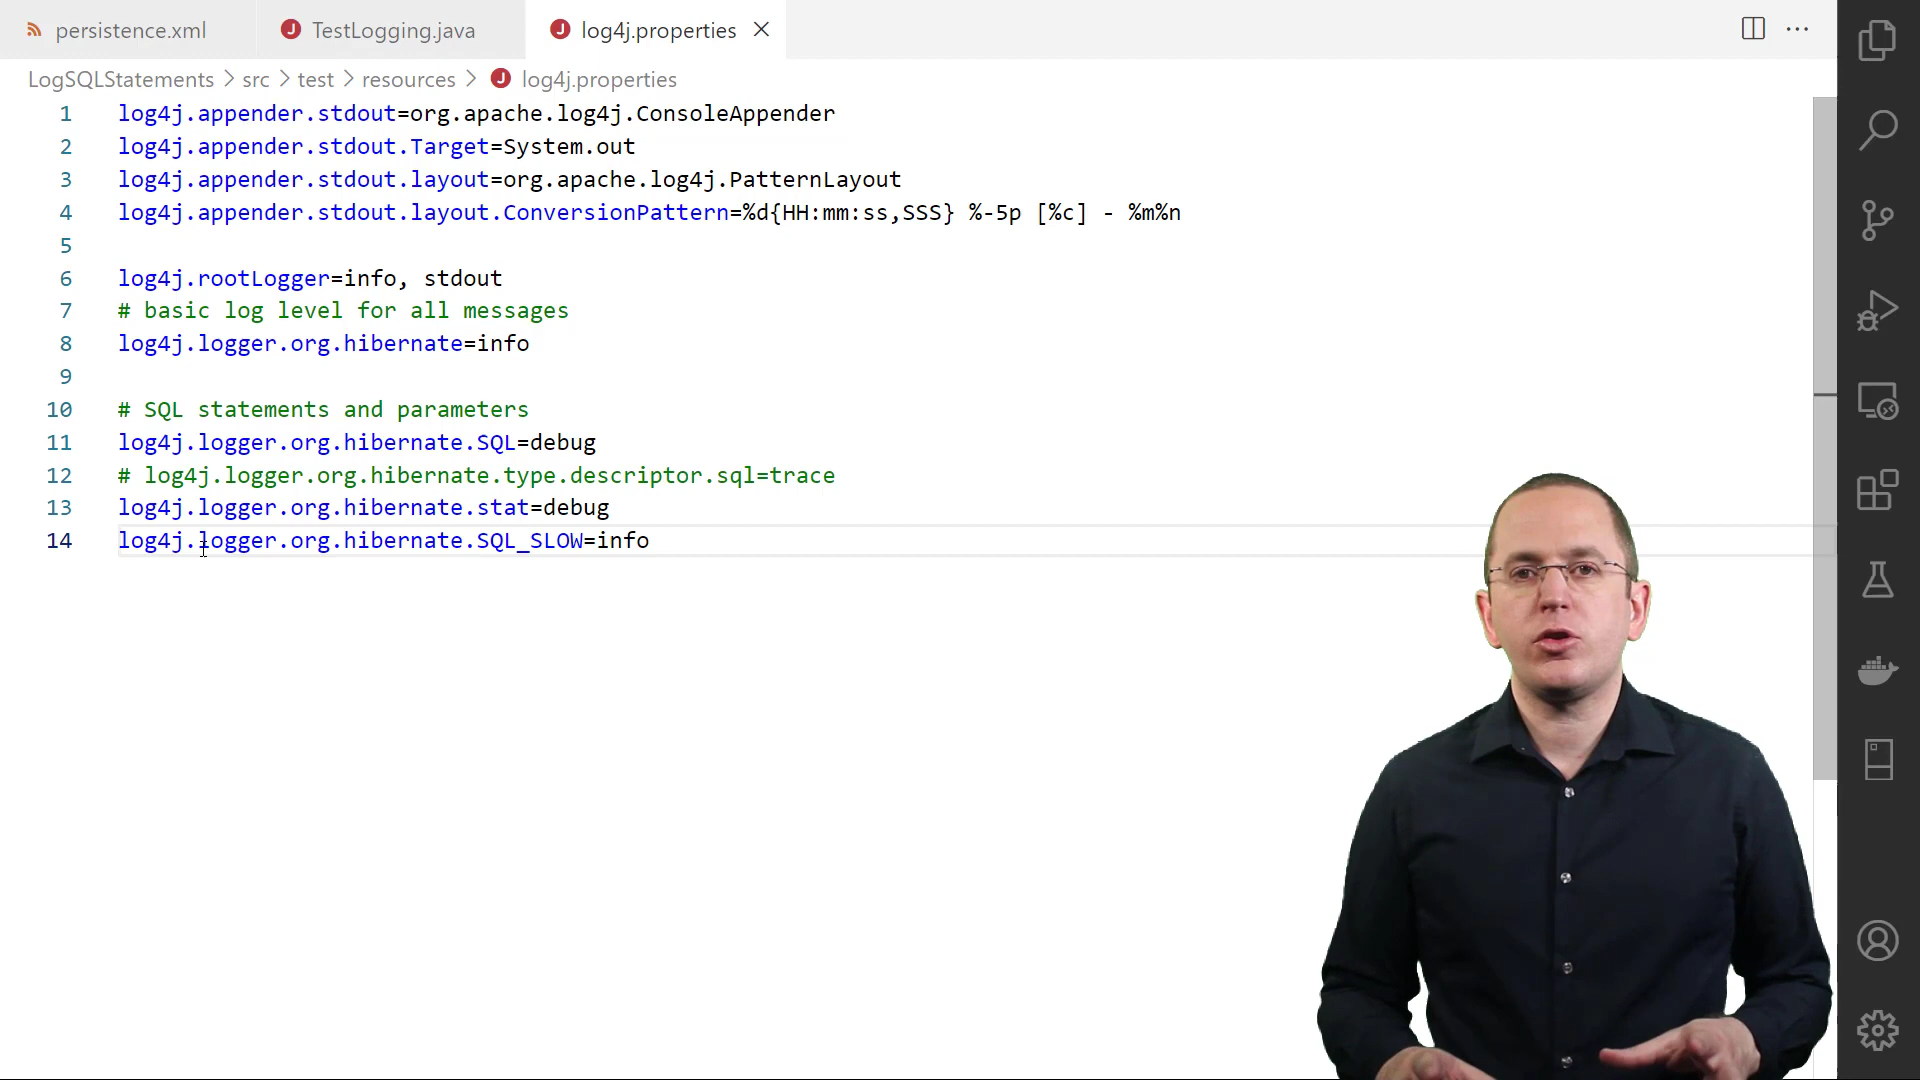 persistence.xml
TestLogging.java
log4j.properties
LogSQLStatements > src > test > resources > log4j.properties
1 log4j.appender.stdout=org.apache.log4j.ConsoleAppender
2 log4j.appender.stdout.Target=System.out
3 log4j.appender.stdout.layout=org.apache.log4j.PatternLayout
4 log4j.appender.stdout.layout.ConversionPattern=%d{HH:mm:ss,SSS} %-5p [%c] - %m%n
5
6 log4j.rootLogger=info, stdout
7 # basic log level for all messages
8 log4j.logger.org.hibernate=info
9
10 # SQL statements and parameters
11 log4j.logger.org.hibernate.SQL=debug
12 # log4j.logger.org.hibernate.type.descriptor.sql=trace
13 log4j.logger.org.hibernate.stat=debug
14 log4j.logger.org.hibernate.SQL_SLOW=info